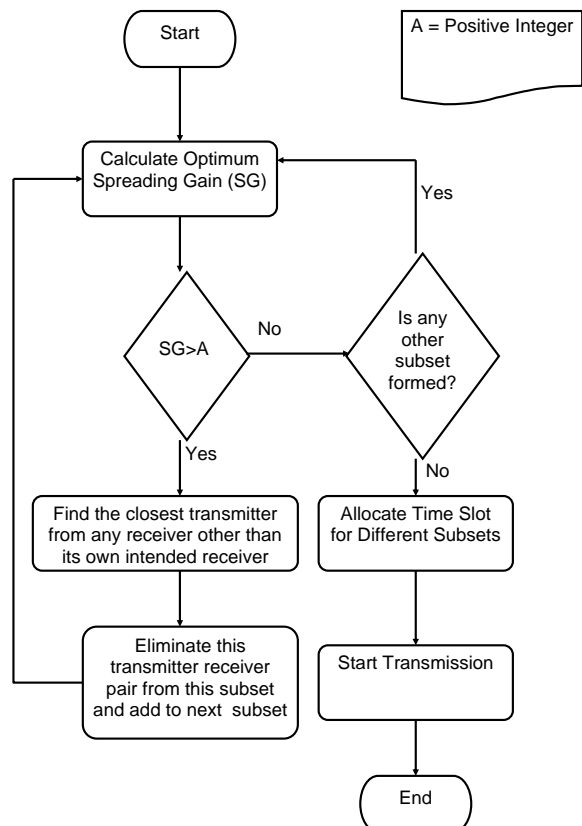 Start
A = Positive Integer
Calculate Optimum
Spreading Gain (SG)
Yes
SG>A
No
Is any
other
subset
formed?
Yes
No
Find the closest transmitter
from any receiver other than
its own intended receiver
Allocate Time Slot
for Different Subsets
Eliminate this
transmitter receiver
pair from this subset
and add to next subset
Start Transmission
End